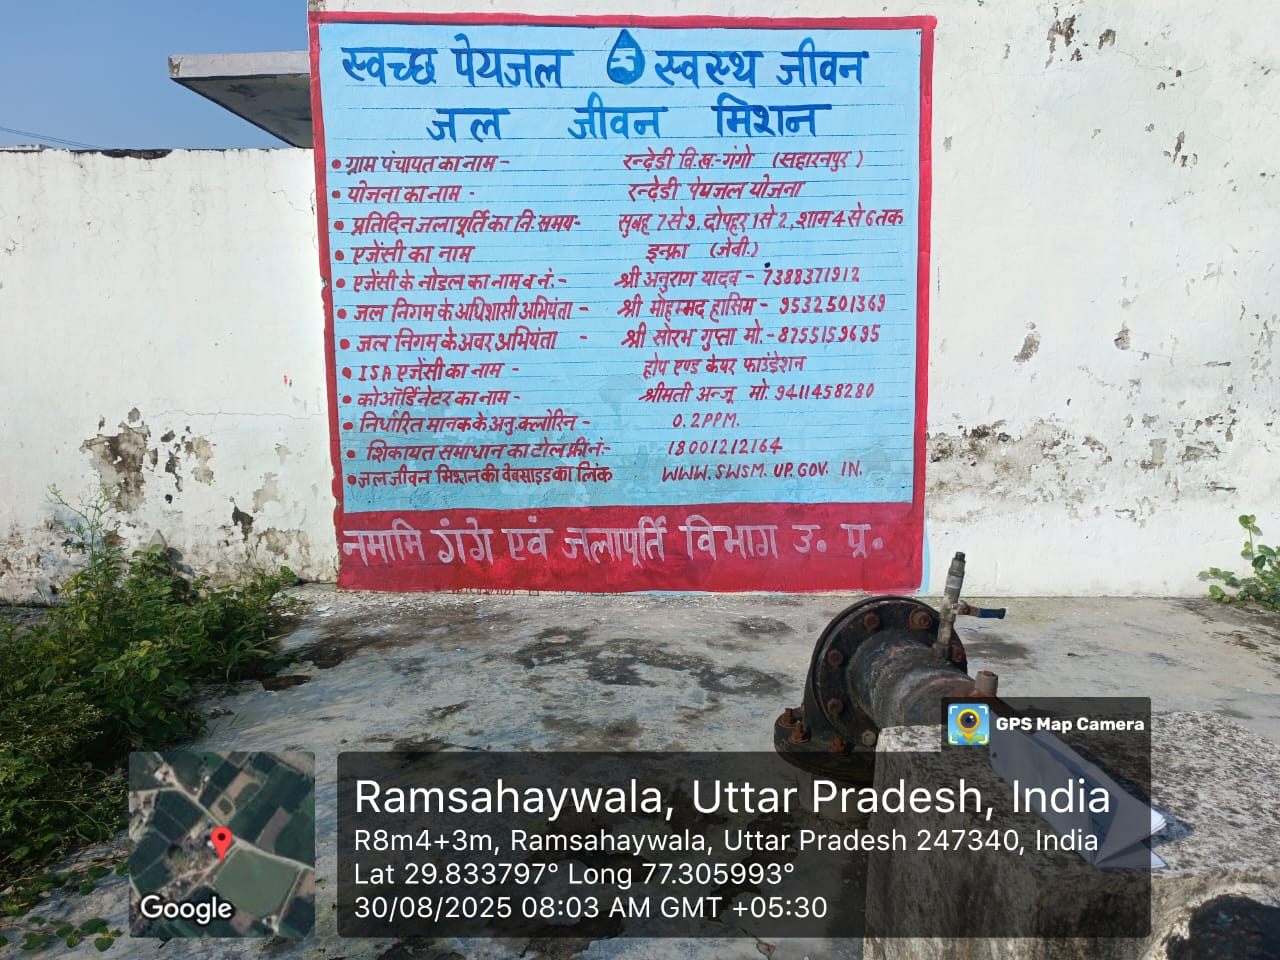 स्वच्छ पेयजल स्वस्थ जीवन
जल जीवन मिशन
• ग्राम पंचायत का नाम - रन्देडी वि.ख.-गंगो (सहारनपुर)
• योजना का नाम - रन्देडी पेयजल योजना
• प्रतिदिन जलापूर्ति का नि. समय- सुबह 7 से 9, दोपहर 1 से 2, शाम 4 से 6 तक
• एजेंसी का नाम इन्फ्रा (जेवी.)
• एजेंसी के नोडल का नाम व नं.- श्री अनुराग यादव - 7388371912
• जल निगम के अधिशासी अभियंता - श्री मोहम्मद हासिम - 9532501369
• जल निगम के अवर अभियंता - श्री सोरभ गुप्ता मो.- 8755159695
• ISA एजेंसी का नाम - होप एण्ड केयर फाउंडेशन
• कोऑर्डिनेटर का नाम - श्रीमती अन्जू मो. 9411458280
• निर्धारित मानक के अनु. क्लोरिन - 0.2PPM.
• शिकायत समाधान का टोल फ्री नं:- 18001212164
• जल जीवन मिशन की वेबसाइड का लिंक WWW.SWSM.UP.GOV. IN.
नमामि गंगे एवं जलापूर्ति विभाग उ. प्र.
GPS Map Camera
Ramsahaywala, Uttar Pradesh, India
R8m4+3m, Ramsahaywala, Uttar Pradesh 247340, India
Lat 29.833797° Long 77.305993°
30/08/2025 08:03 AM GMT +05:30
Google